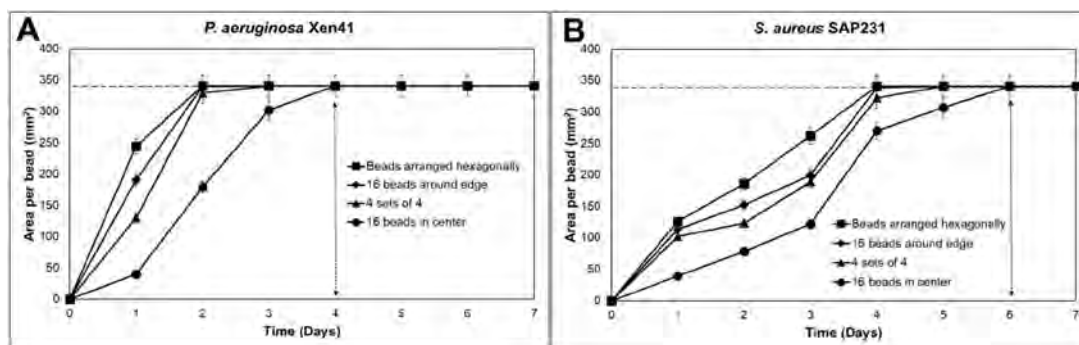 A
P. aeruginosa Xen41
400
350
300
250
200
150
100
50
0
Area per bead (mm²)
Beads arranged hexagonally
16 beads around edge
4 sets of 4
16 beads in center
0 1 2 3 4 5 6 7
Time (Days)
B
S. aureus SAP231
400
350
300
250
200
150
100
50
0
Area per bead (mm²)
Beads arranged hexagonally
16 beads around edge
4 sets of 4
16 beads in center
0 1 2 3 4 5 6 7
Time (Days)